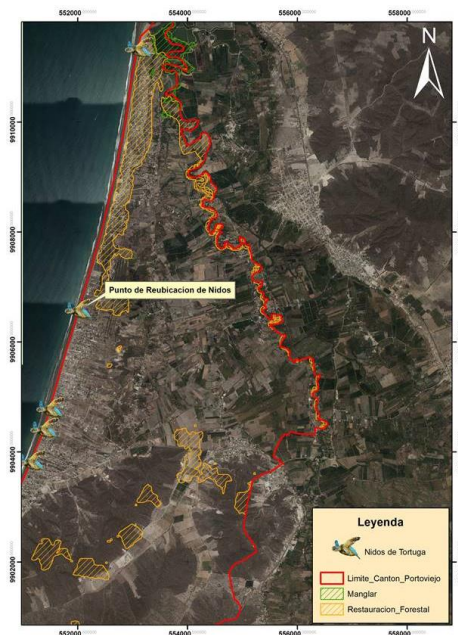 552000 554000 556000 558000
N
9910000
9908000
Punto de Reubicacion de Nidos
9906000
9904000
9902000
Leyenda
Nidos de Tortuga
Limite_Canton_Portoviejo
Manglar
Restauracion_Forestal
552000 554000 556000 558000